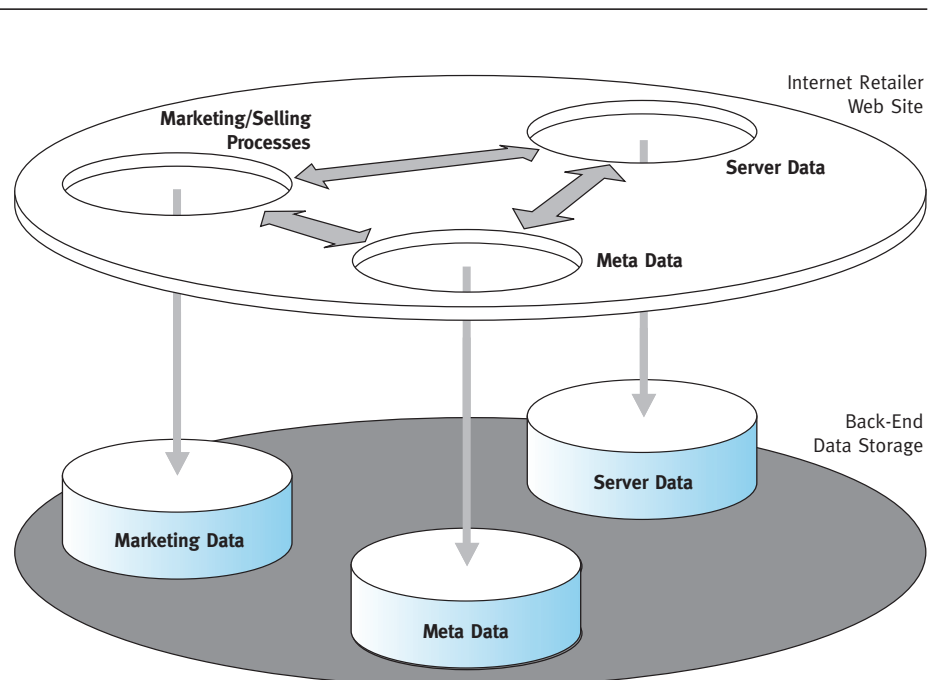 Internet Retailer
Web Site
Marketing/Selling
Processes
Server Data
Meta Data
Back-End
Data Storage
Server Data
Marketing Data
Meta Data